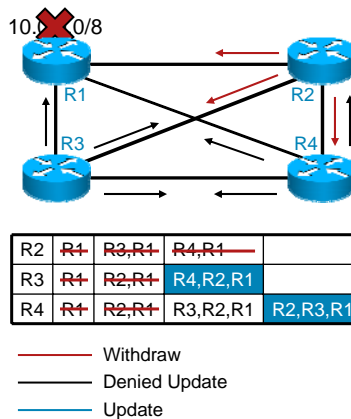 10. 0/8
R1
R2
R3
R4
R2 R1 R3,R1 R4,R1
R3 R1 R2,R1 R4,R2,R1
R4 R1 R2,R1 R3,R2,R1 R2,R3,R1
Withdraw
Denied Update
Update